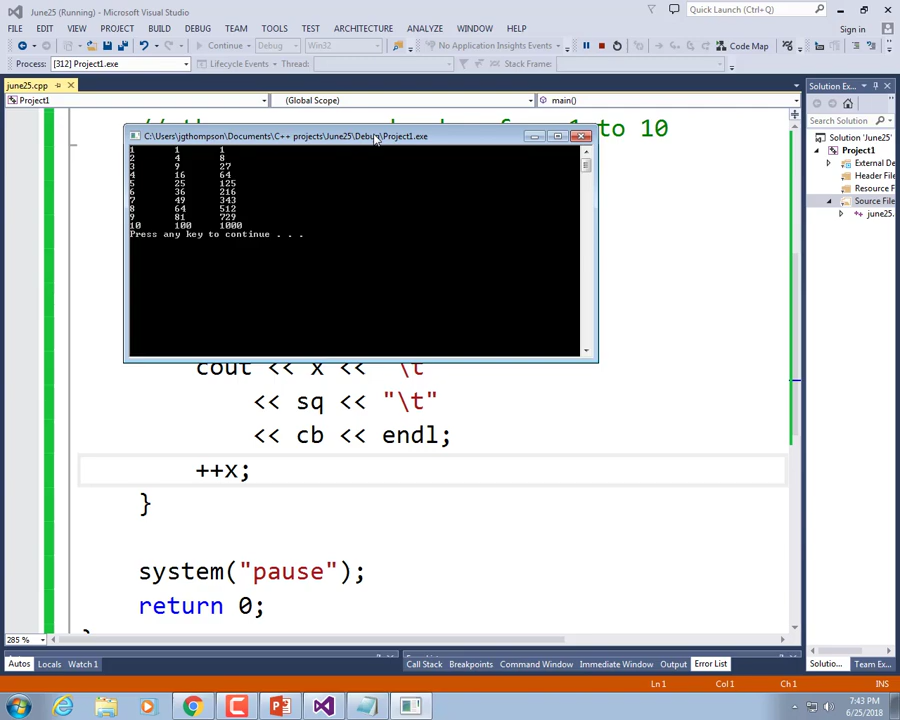 June25 (Running) - Microsoft Visual Studio
Quick Launch (Ctrl+Q)
FILE EDIT VIEW PROJECT BUILD DEBUG TEAM TOOLS TEST ARCHITECTURE ANALYZE WINDOW HELP
Sign in
Continue Debug Win32 No Application Insights Events Code Map
Process: [312] Project1.exe Lifecycle Events Thread: Stack Frame:
june25.cpp
Solution Ex...
Project1 (Global Scope) main()
Search Solution
to 10
C:\Users\jgthompson\Documents\C++ projects\June25\Debug\Project1.exe
1 1 1
2 4 8
3 9 27
4 16 64
5 25 125
6 36 216
7 49 343
8 64 512
9 81 729
10 100 1000
Press any key to continue . . .
Solution 'June25'
Project1
External De
Header File
Resource F
Source File
june25.
cout << x << "\t"
<< sq << "\t"
<< cb << endl;
++x;
}
system("pause");
return 0;
285 %
Autos Locals Watch 1
Call Stack Breakpoints Command Window Immediate Window Output Error List
Solutio... Team Ex...
Ln 1 Col 1 Ch 1 INS
7:43 PM
6/25/2018